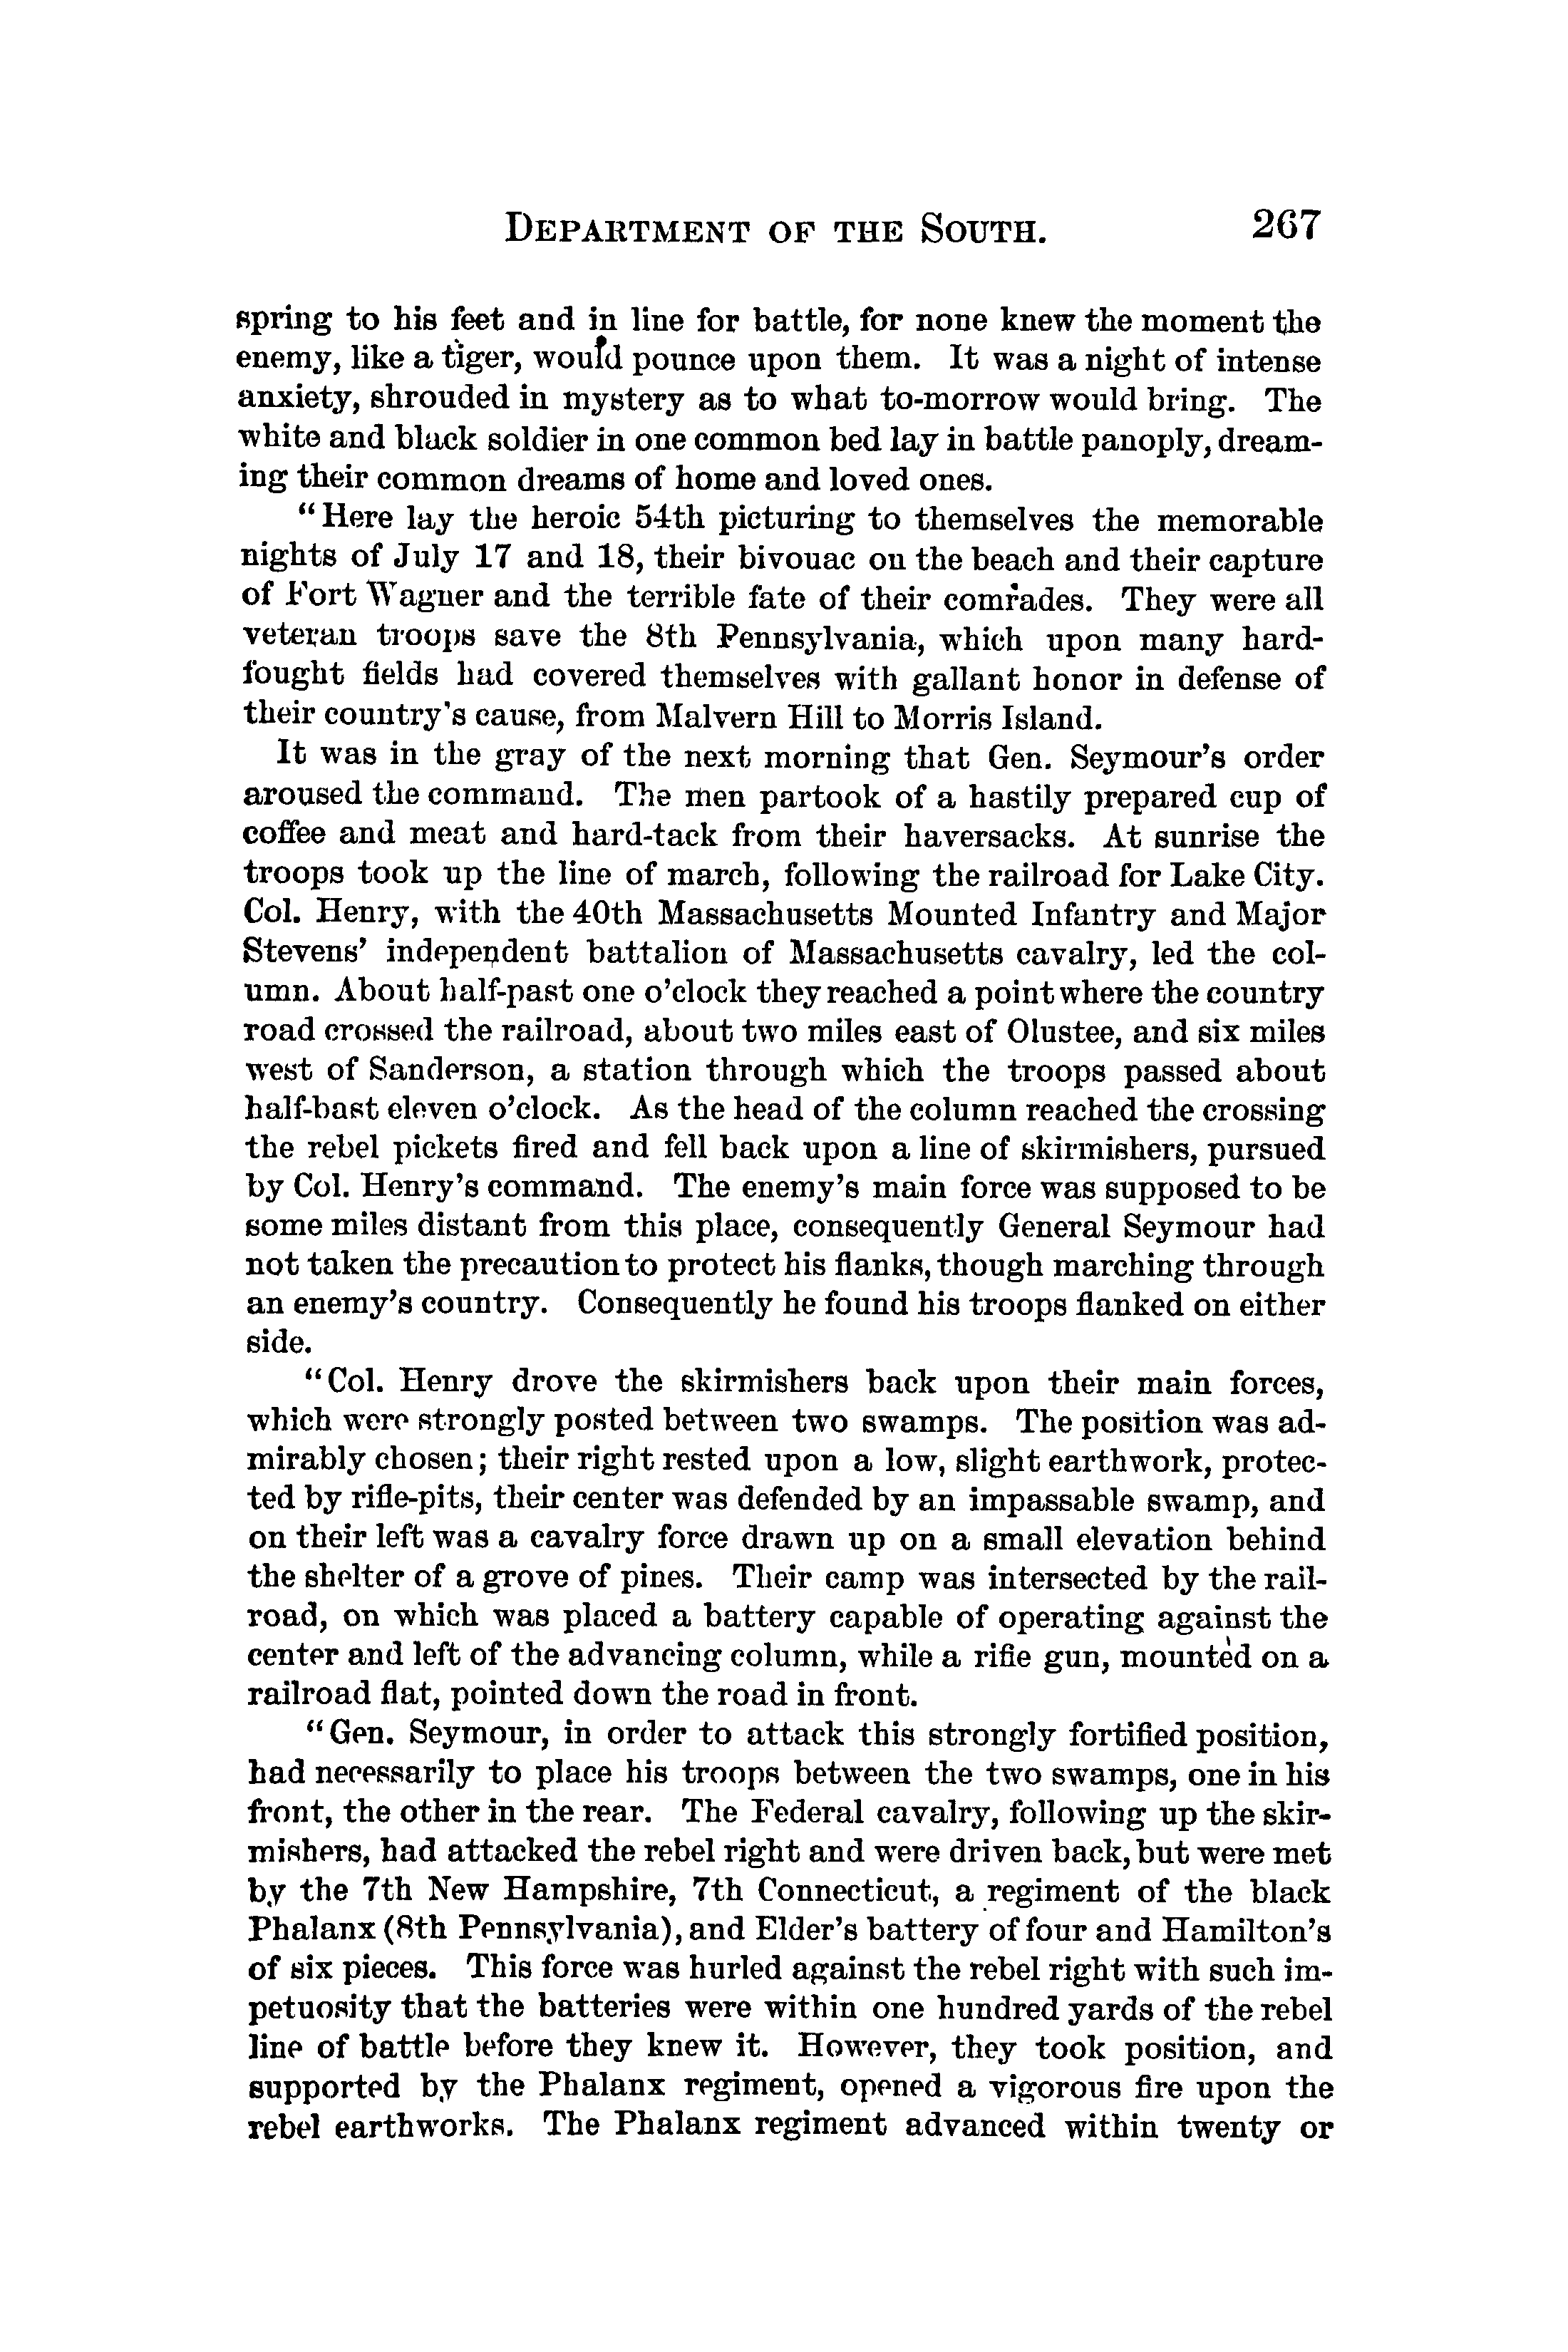 DEPARTMENT OF THE SOUTH. 267
spring to his feet and in line for battle, for none knew the moment the
enemy, like a tiger, would pounce upon them. It was a night of intense
anxiety, shrouded in mystery as to what to-morrow would bring. The
white and black soldier in one common bed lay in battle panoply, dream-
ing their common dreams of home and loved ones.
“Here lay the heroic 54th picturing to themselves the memorable
nights of July 17 and 18, their bivouac on the beach and their capture
of Fort Wagner and the terrible fate of their comrades. They were all
veteran troops save the 8th Pennsylvania, which upon many hard-
fought fields had covered themselves with gallant honor in defense of
their country's cause, from Malvern Hill to Morris Island.
It was in the gray of the next morning that Gen. Seymour's order
aroused the command. The men partook of a hastily prepared cup of
coffee and meat and hard-tack from their haversacks. At sunrise the
troops took up the line of march, following the railroad for Lake City.
Col. Henry, with the 40th Massachusetts Mounted Infantry and Major
Stevens' independent battalion of Massachusetts cavalry, led the col-
umn. About half-past one o'clock they reached a point where the country
road crossed the railroad, about two miles east of Olustee, and six miles
west of Sanderson, a station through which the troops passed about
half-bast eleven o'clock. As the head of the column reached the crossing
the rebel pickets fired and fell back upon a line of skirmishers, pursued
by Col. Henry's command. The enemy's main force was supposed to be
some miles distant from this place, consequently General Seymour had
not taken the precaution to protect his flanks, though marching through
an enemy's country. Consequently he found his troops flanked on either
side.
“Col. Henry drove the skirmishers back upon their main forces,
which were strongly posted between two swamps. The position was ad-
mirably chosen; their right rested upon a low, slight earthwork, protec-
ted by rifle-pits, their center was defended by an impassable swamp, and
on their left was a cavalry force drawn up on a small elevation behind
the shelter of a grove of pines. Their camp was intersected by the rail-
road, on which was placed a battery capable of operating against the
center and left of the advancing column, while a rifle gun, mounted on a
railroad flat, pointed down the road in front.
“Gen. Seymour, in order to attack this strongly fortified position,
had necessarily to place his troops between the two swamps, one in his
front, the other in the rear. The Federal cavalry, following up the skir-
mishers, had attacked the rebel right and were driven back, but were met
by the 7th New Hampshire, 7th Connecticut, a regiment of the black
Phalanx (8th Pennsylvania), and Elder's battery of four and Hamilton's
of six pieces. This force was hurled against the rebel right with such im-
petuosity that the batteries were within one hundred yards of the rebel
line of battle before they knew it. However, they took position, and
supported by the Phalanx regiment, opened a vigorous fire upon the
rebel earthworks. The Phalanx regiment advanced within twenty or